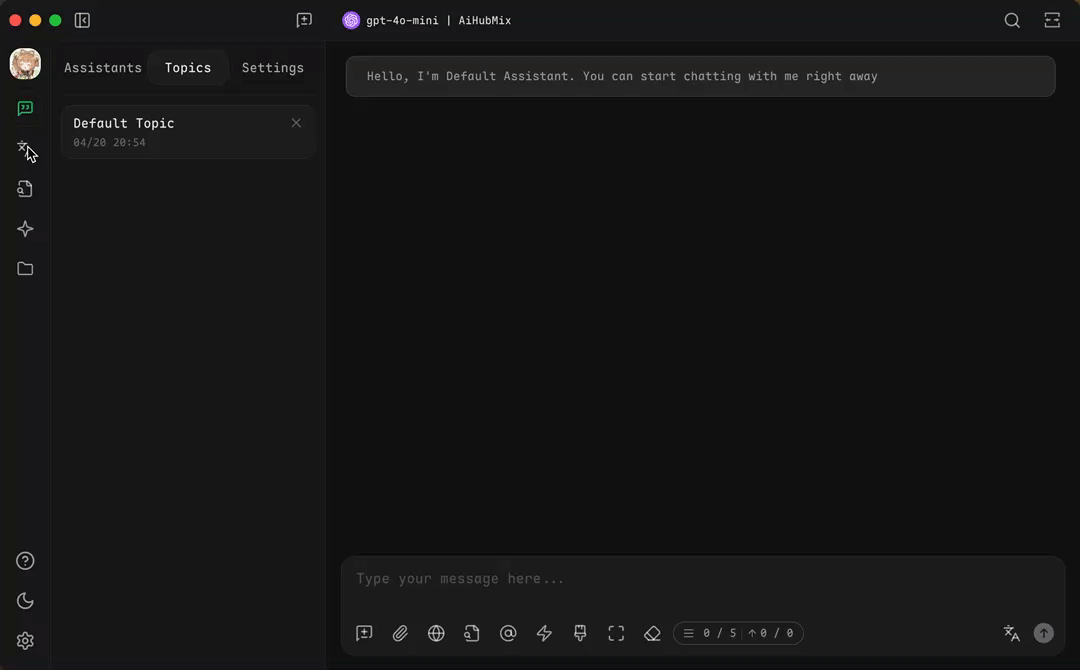 gpt-4o-mini | AiHubMix
Assistants Topics Settings
Hello, I'm Default Assistant. You can start chatting with me right away
Default Topic
04/20 20:54
Type your message here...
0 / 5 ↑0 / 0